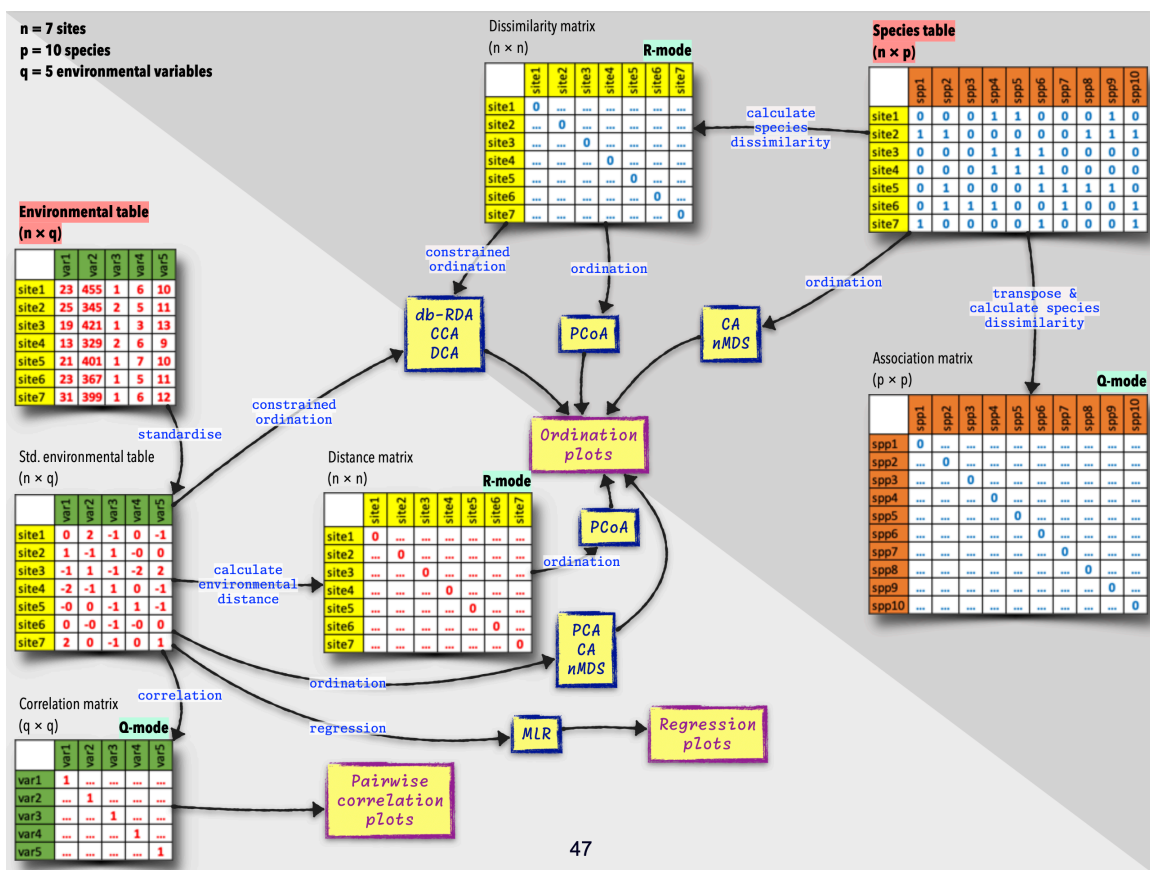 n = 7 sites
p = 10 species
q = 5 environmental variables
Dissimilarity matrix
(n × n)
R-mode
site1 site2 site3 site4 site5 site6 site7
site1 0 ... ... ... ... ... ...
site2 ... 0 ... ... ... ... ...
site3 ... ... 0 ... ... ... ...
site4 ... ... ... 0 ... ... ...
site5 ... ... ... ... 0 ... ...
site6 ... ... ... ... ... 0 ...
site7 ... ... ... ... ... ... 0
calculate
species
dissimilarity
Species table
(n × p)
spp1 spp2 spp3 spp4 spp5 spp6 spp7 spp8 spp9 spp10
site1 0 0 0 1 1 0 0 0 1 0
site2 1 1 0 0 0 0 0 1 1 1
site3 0 0 0 1 1 1 0 0 0 0
site4 0 0 0 1 1 1 0 0 0 0
site5 0 1 0 0 0 1 1 1 1 0
site6 0 1 1 1 0 1 0 0 0 1
site7 1 0 0 0 0 1 0 0 0 1
Environmental table
(n × q)
var1 var2 var3 var4 var5
site1 23 455 1 6 10
site2 25 345 2 5 11
site3 19 421 1 3 13
site4 13 329 2 6 9
site5 21 401 1 7 10
site6 23 367 1 5 11
site7 31 399 1 6 12
constrained
ordination
ordination
ordination
transpose &
calculate species
dissimilarity
db-RDA
CCA
DCA
PCoA
CA
nMDS
Association matrix
(p × p)
Q-mode
spp1 spp2 spp3 spp4 spp5 spp6 spp7 spp8 spp9 spp10
spp1 0 ... ... ... ... ... ... ... ... ...
spp2 ... 0 ... ... ... ... ... ... ... ...
spp3 ... ... 0 ... ... ... ... ... ... ...
spp4 ... ... ... 0 ... ... ... ... ... ...
spp5 ... ... ... ... 0 ... ... ... ... ...
spp6 ... ... ... ... ... 0 ... ... ... ...
spp7 ... ... ... ... ... ... 0 ... ... ...
spp8 ... ... ... ... ... ... ... 0 ... ...
spp9 ... ... ... ... ... ... ... ... 0 ...
spp10 ... ... ... ... ... ... ... ... ... 0
constrained
ordination
standardise
Ordination
plots
Std. environmental table
(n × q)
var1 var2 var3 var4 var5
site1 0 2 -1 0 -1
site2 1 -1 1 -0 0
site3 -1 1 -1 -2 2
site4 -2 -1 1 0 -1
site5 -0 0 -1 1 -1
site6 0 -0 -1 -0 0
site7 2 0 -1 0 1
calculate
environmental
distance
Distance matrix
(n × n)
R-mode
site1 site2 site3 site4 site5 site6 site7
site1 0 ... ... ... ... ... ...
site2 ... 0 ... ... ... ... ...
site3 ... ... 0 ... ... ... ...
site4 ... ... ... 0 ... ... ...
site5 ... ... ... ... 0 ... ...
site6 ... ... ... ... ... 0 ...
site7 ... ... ... ... ... ... 0
PCoA
ordination
PCA
CA
nMDS
ordination
correlation
regression
MLR
Regression
plots
Correlation matrix
(q × q)
Q-mode
var1 var2 var3 var4 var5
var1 1 ... ... ... ...
var2 ... 1 ... ... ...
var3 ... ... 1 ... ...
var4 ... ... ... 1 ...
var5 ... ... ... ... 1
Pairwise
correlation
plots
47